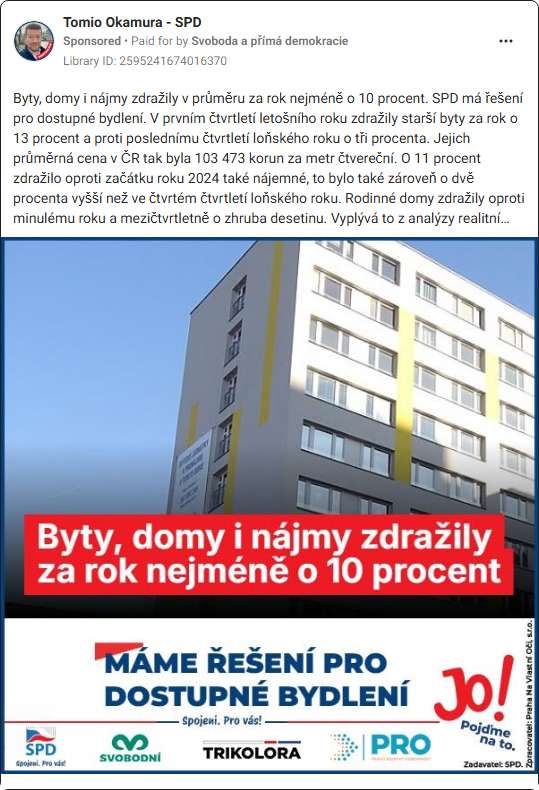 Tomio Okamura - SPD
Sponsored • Paid for by Svoboda a přímá demokracie
Library ID: 2595241674016370
Byty, domy i nájmy zdražily v průměru za rok nejméně o 10 procent. SPD má řešení
pro dostupné bydlení. V prvním čtvrtletí letošního roku zdražily starší byty za rok o
13 procent a proti poslednímu čtvrtletí loňského roku o tři procenta. Jejich
průměrná cena v ČR tak byla 103 473 korun za metr čtvereční. O 11 procent
zdražilo oproti začátku roku 2024 také nájemné, to bylo také zároveň o dvě
procenta vyšší než ve čtvrtém čtvrtletí loňského roku. Rodinné domy zdražily oproti
minulému roku a mezičtvrtletně o zhruba desetinu. Vyplývá to z analýzy realitní…
Byty, domy i nájmy zdražily
za rok nejméně o 10 procent
MÁME ŘEŠENÍ PRO
DOSTUPNÉ BYDLENÍ
Spojeni. Pro vás!
Jo!
Pojďme
na to.
SPD
Spojeni. Pro vás!
SVOBODNÍ
TRIKOLORA
PRO
Zadavatel: SPD.
Zpracovatel: Praha Na Vlastní Oči, s.r.o.